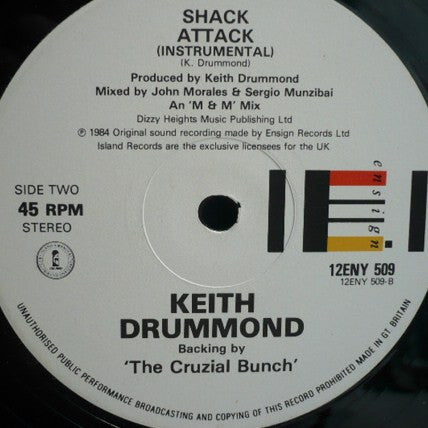 SHACK
ATTACK
(INSTRUMENTAL)
(K. Drummond)
Produced by Keith Drummond
Mixed by John Morales & Sergio Munzibai
An 'M & M' Mix
Dizzy Heights Music Publishing Ltd
℗ 1984 Original sound recording made by Ensign Records Ltd
Island Records are the exclusive licensees for the UK
SIDE TWO
45 RPM
STEREO
ensign
12ENY 509
12ENY 509-B
KEITH
DRUMMOND
Backing by
'The Cruzial Bunch'
UNAUTHORISED PUBLIC PERFORMANCE BROADCASTING AND COPYING OF THIS RECORD PROHIBITED MADE IN GT BRITAIN